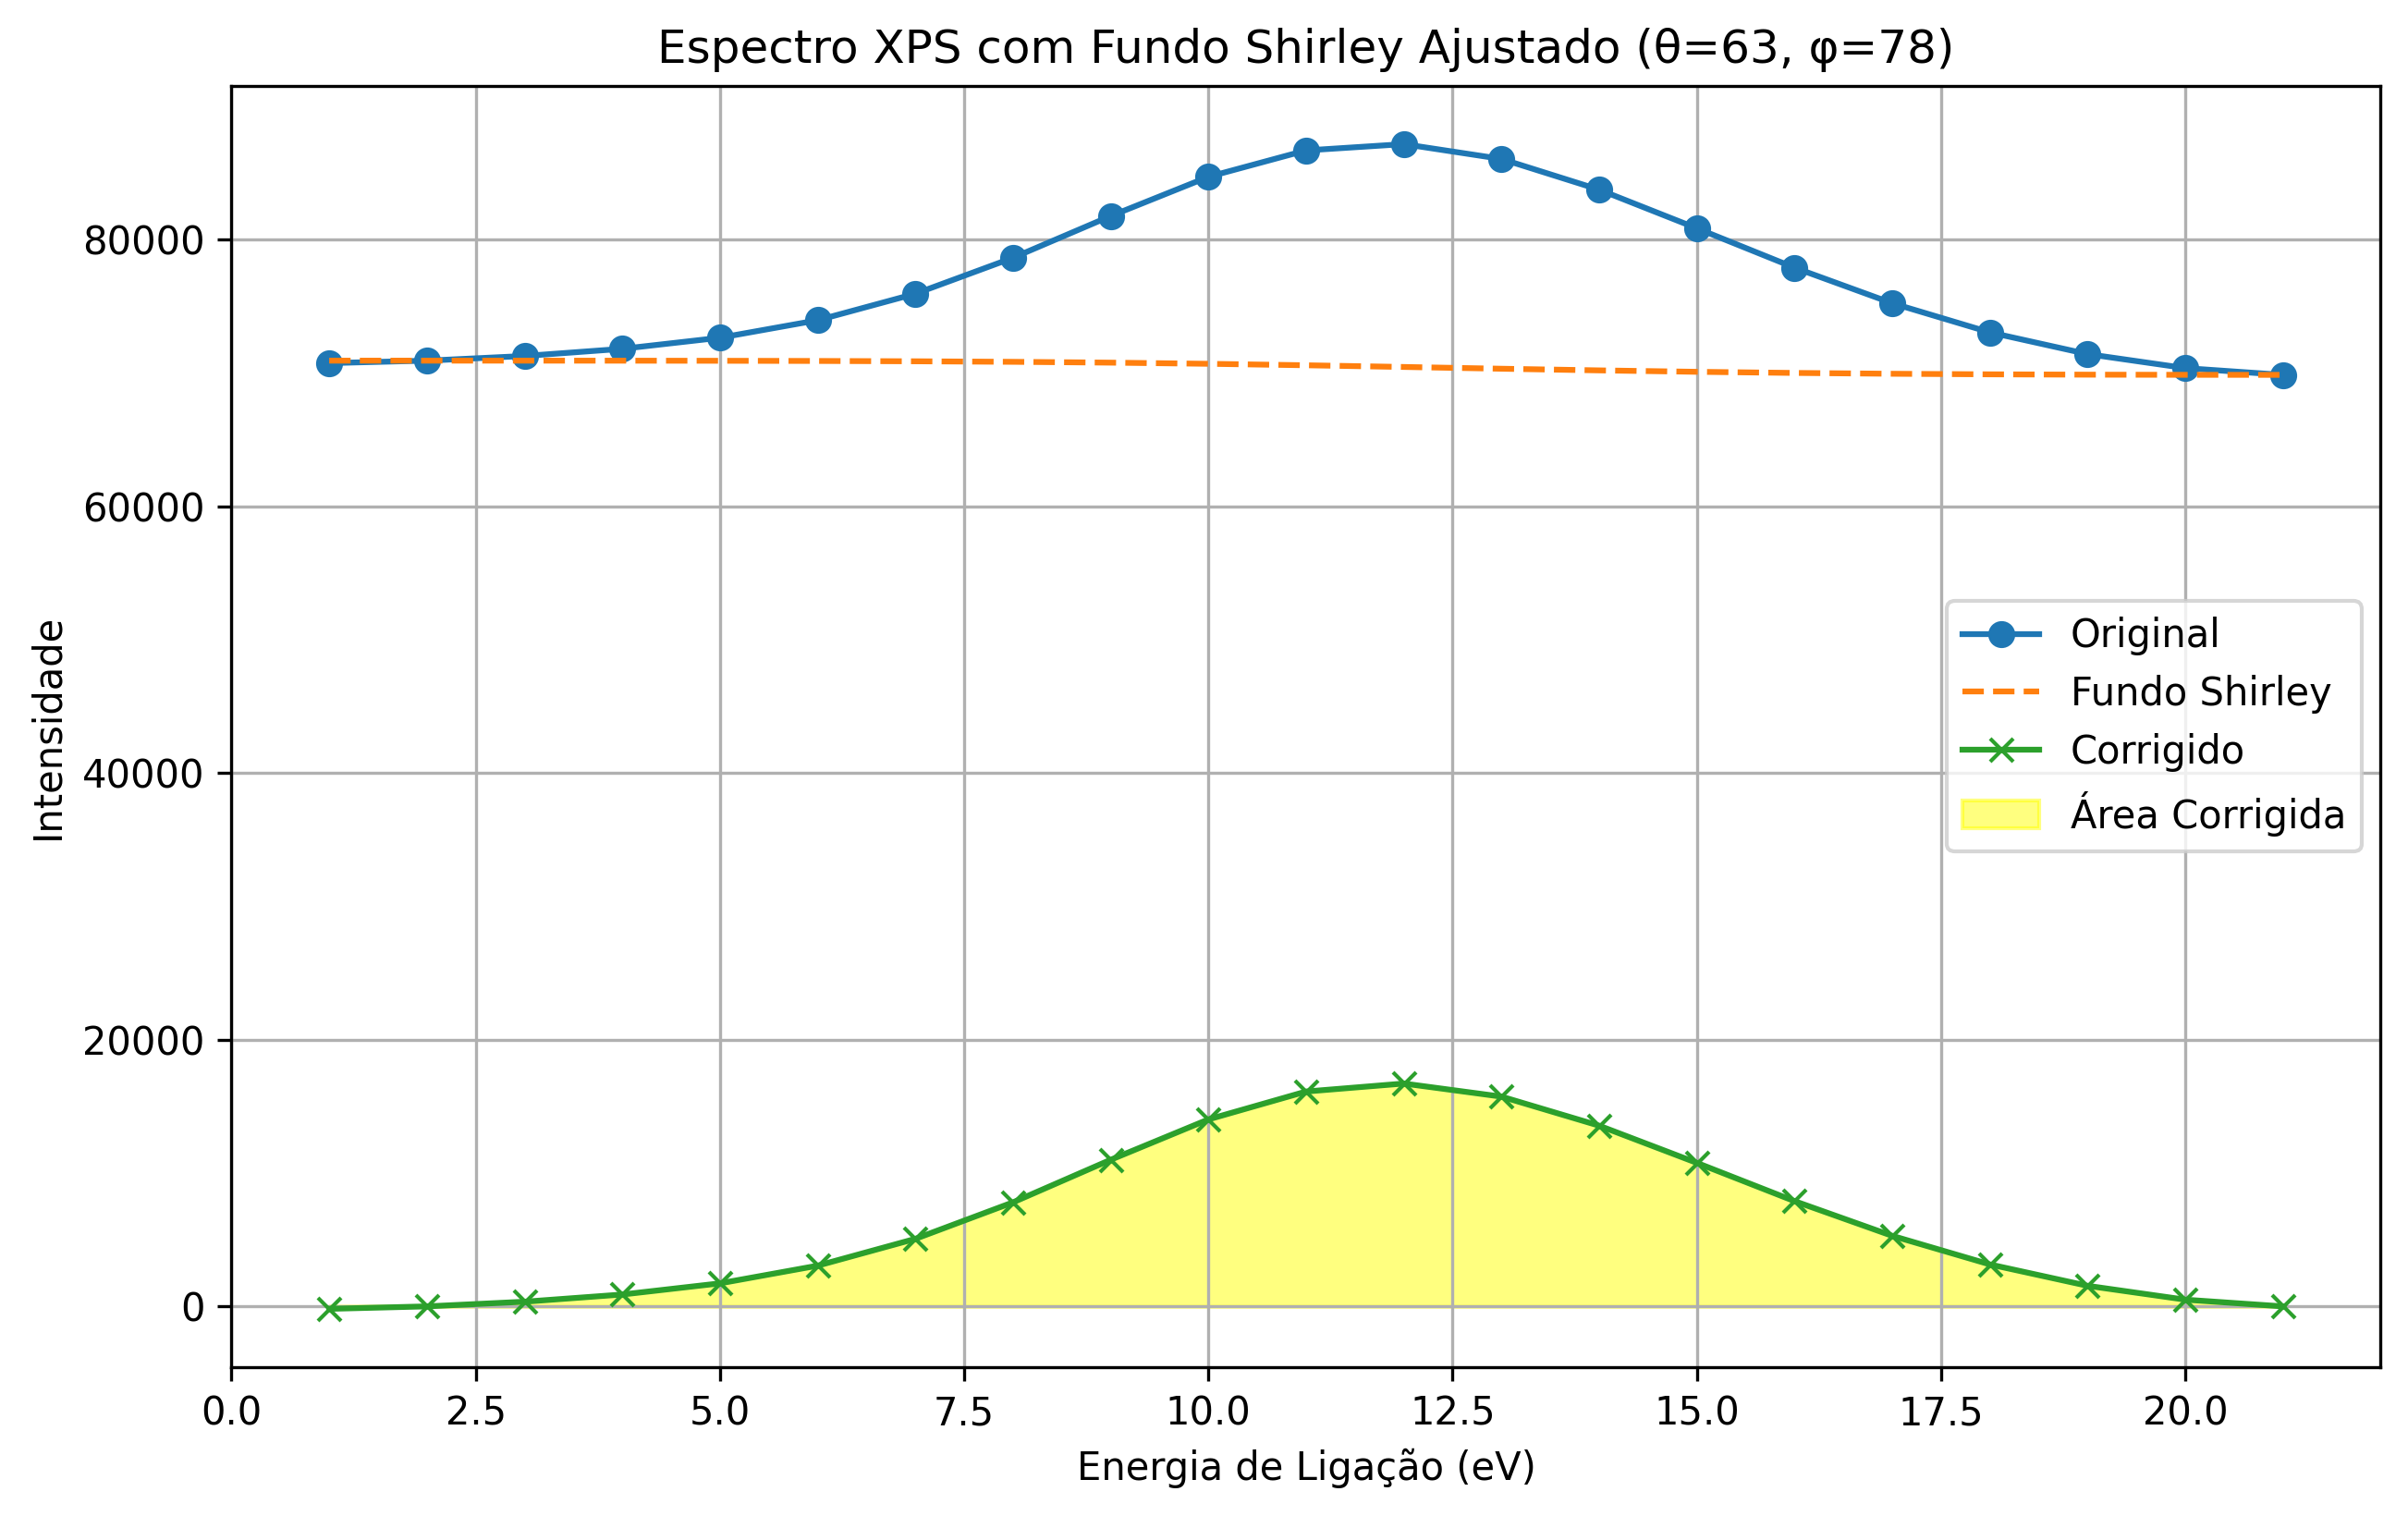 Espectro XPS com Fundo Shirley Ajustado (θ=63, φ=78)
Intensidade
80000
60000
40000
20000
0
Original
Fundo Shirley
Corrigido
Área Corrigida
0.0 2.5 5.0 7.5 10.0 12.5 15.0 17.5 20.0
Energia de Ligação (eV)